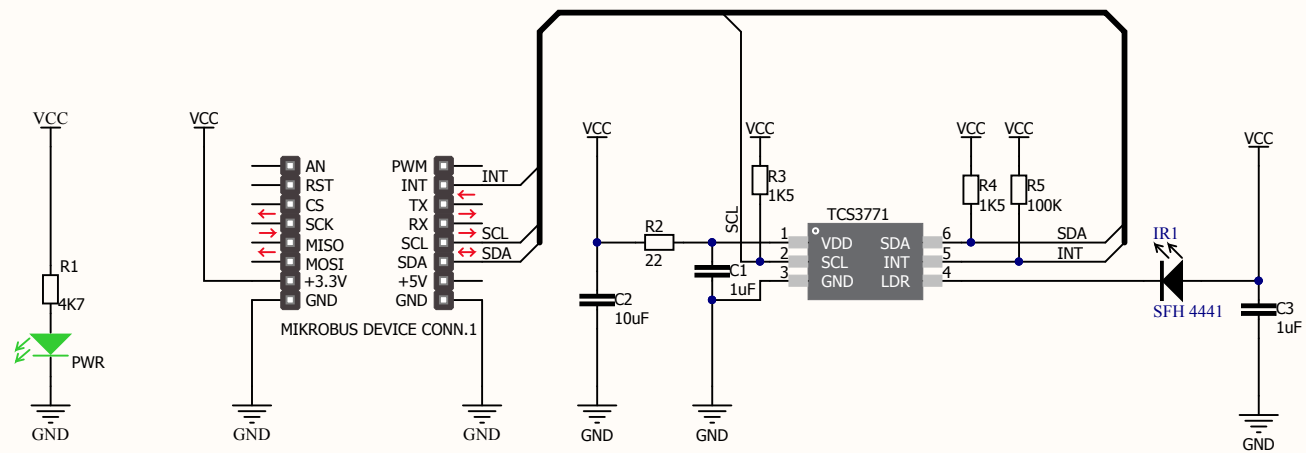 VCC
R1
4K7
PWR
GND
VCC
AN
RST
CS
SCK
MISO
MOSI
+3.3V
GND
PWM
INT
TX
RX
SCL
SDA
+5V
GND
INT
SCL
SDA
MIKROBUS DEVICE CONN.1
GND
GND
VCC
R2
22
C2
10uF
GND
C1
1uF
GND
SCL
VCC
R3
1K5
TCS3771
1
2
3
VDD
SCL
GND
SDA
INT
LDR
6
5
4
VCC
R4
1K5
VCC
R5
100K
SDA
INT
IR1
SFH 4441
VCC
C3
1uF
GND